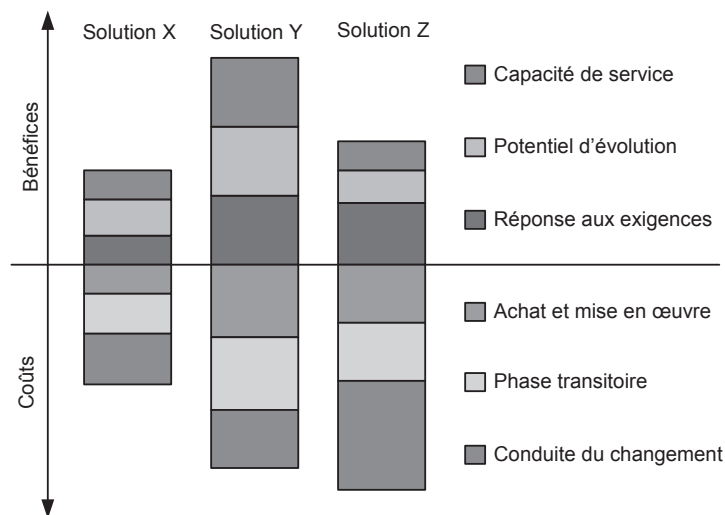 Solution X
Solution Y
Solution Z
Bénéfices
Capacité de service
Potentiel d'évolution
Réponse aux exigences
Coûts
Achat et mise en œuvre
Phase transitoire
Conduite du changement